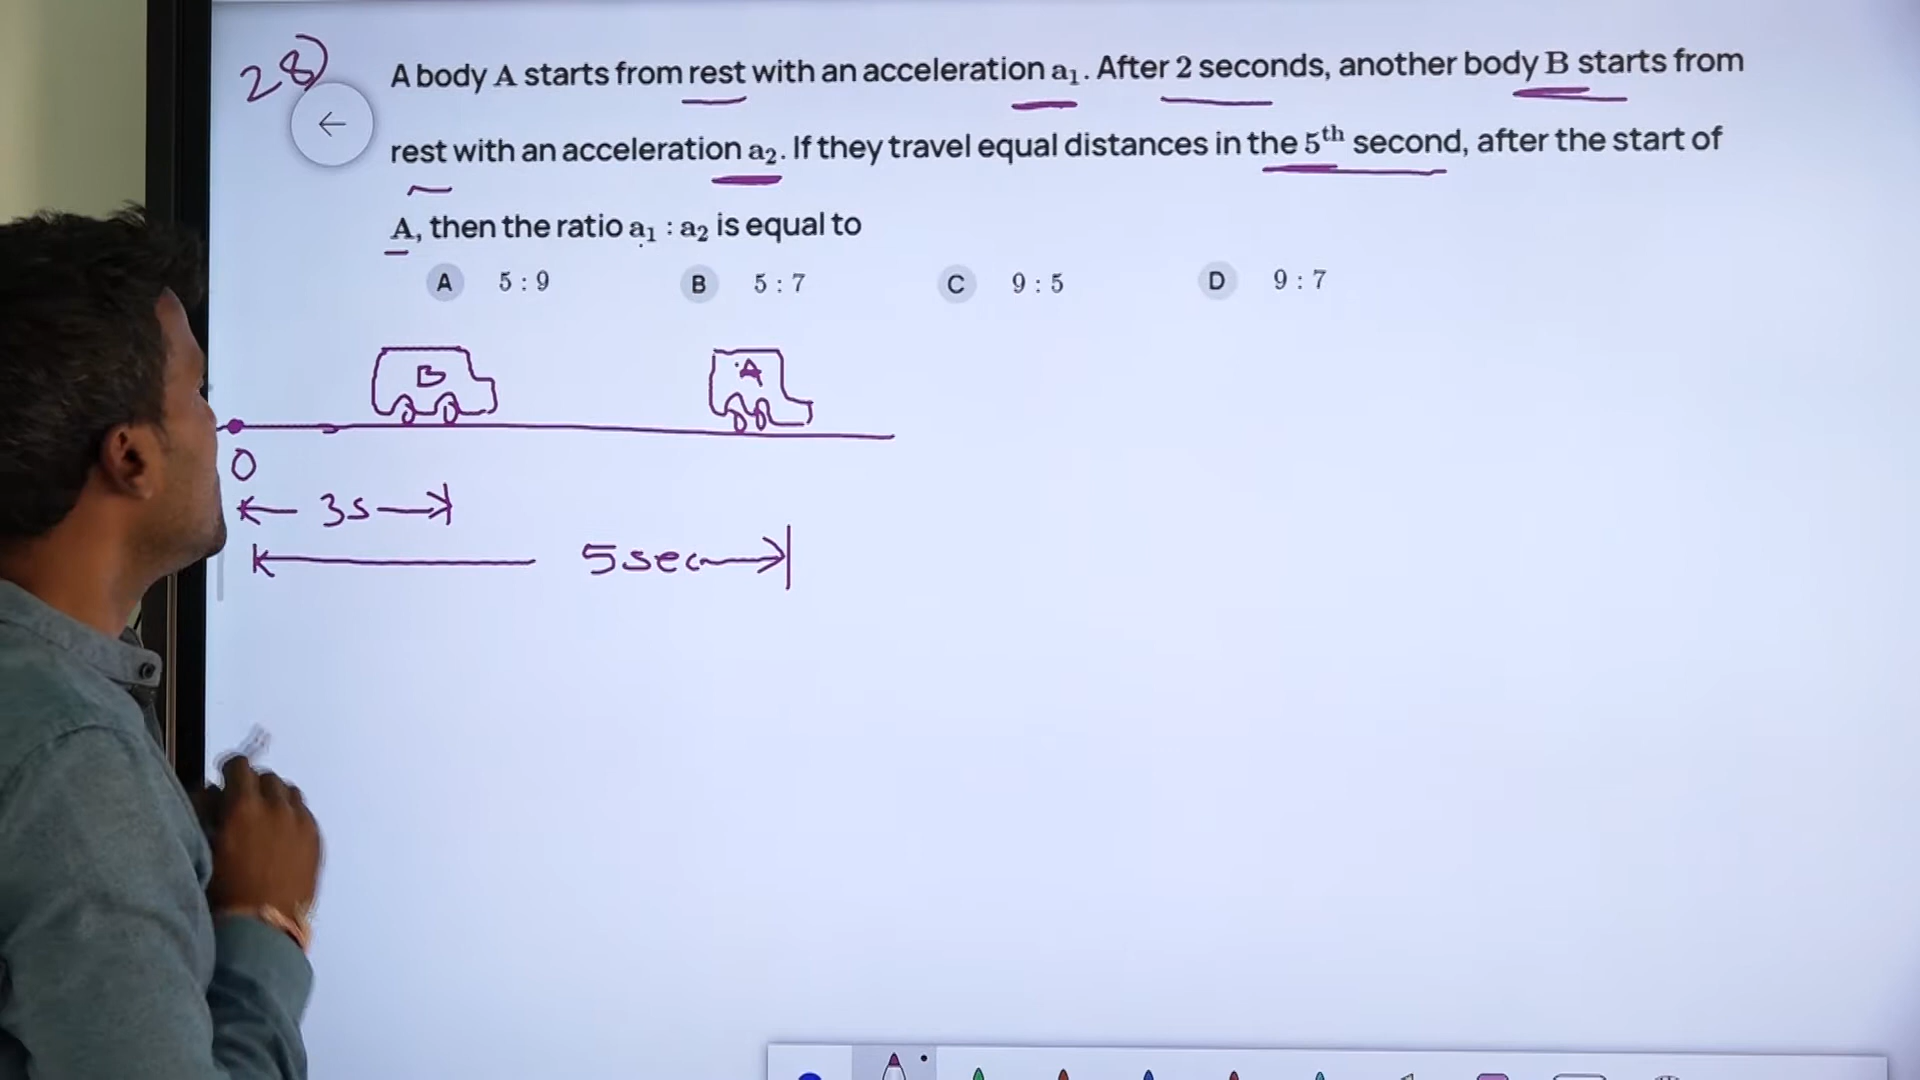 28)
A body A starts from rest with an acceleration a₁. After 2 seconds, another body B starts from
rest with an acceleration a₂. If they travel equal distances in the 5ᵗʰ second, after the start of
A, then the ratio a₁ : a₂ is equal to
A 5 : 9 B 5 : 7 C 9 : 5 D 9 : 7
B A
0
3s
5sec